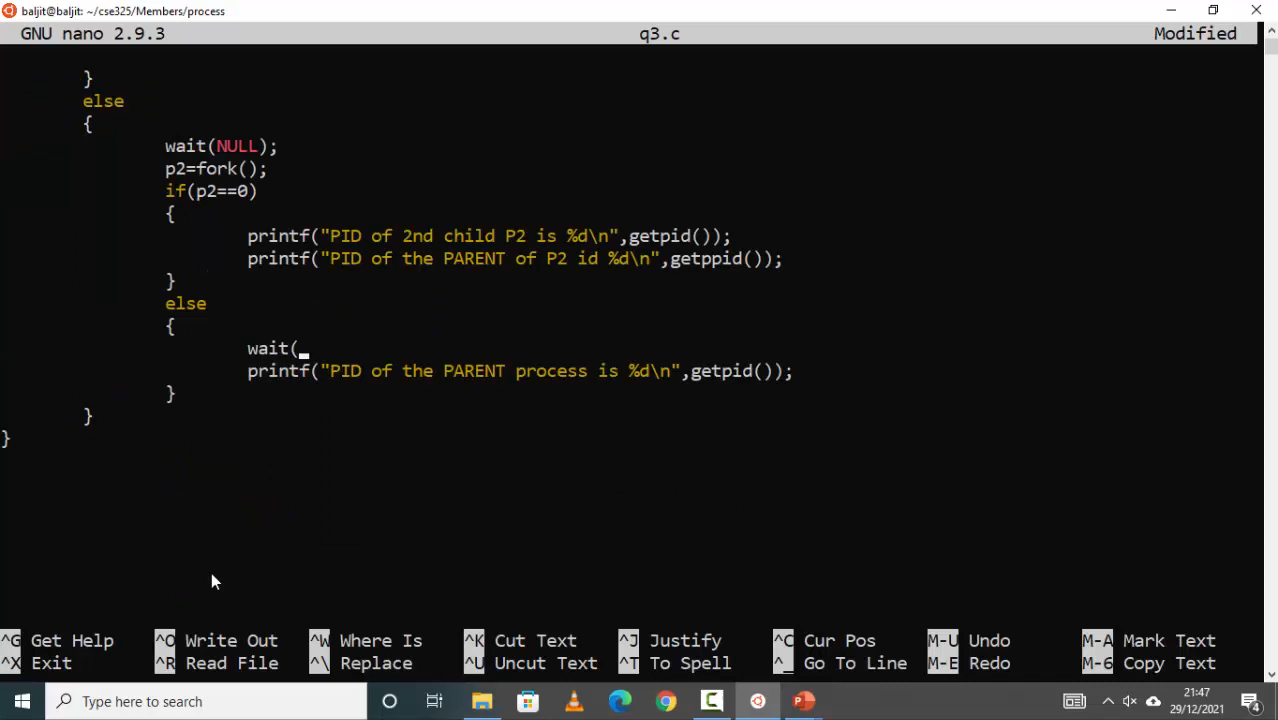 baljit@baljit: ~/cse325/Members/process
GNU nano 2.9.3 q3.c Modified
}
else
{
wait(NULL);
p2=fork();
if(p2==0)
{
printf("PID of 2nd child P2 is %d\n",getpid());
printf("PID of the PARENT of P2 id %d\n",getppid());
}
else
{
wait(
printf("PID of the PARENT process is %d\n",getpid());
}
}
}
^G Get Help ^O Write Out ^W Where Is ^K Cut Text ^J Justify ^C Cur Pos M-U Undo M-A Mark Text
^X Exit ^R Read File ^\ Replace ^U Uncut Text ^T To Spell ^_ Go To Line M-E Redo M-6 Copy Text
Type here to search
21:47
29/12/2021
4